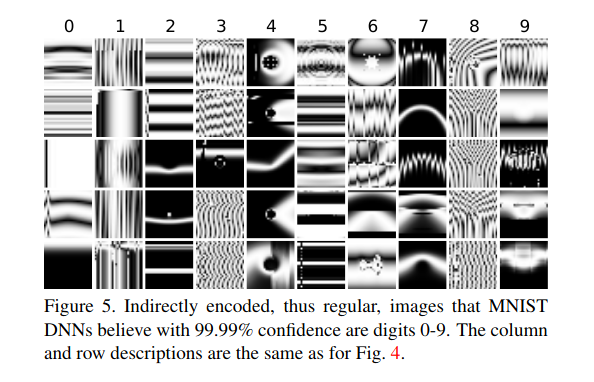 0 1 2 3 4 5 6 7 8 9
Figure 5. Indirectly encoded, thus regular, images that MNIST
DNNs believe with 99.99% confidence are digits 0-9. The column
and row descriptions are the same as for Fig. 4.